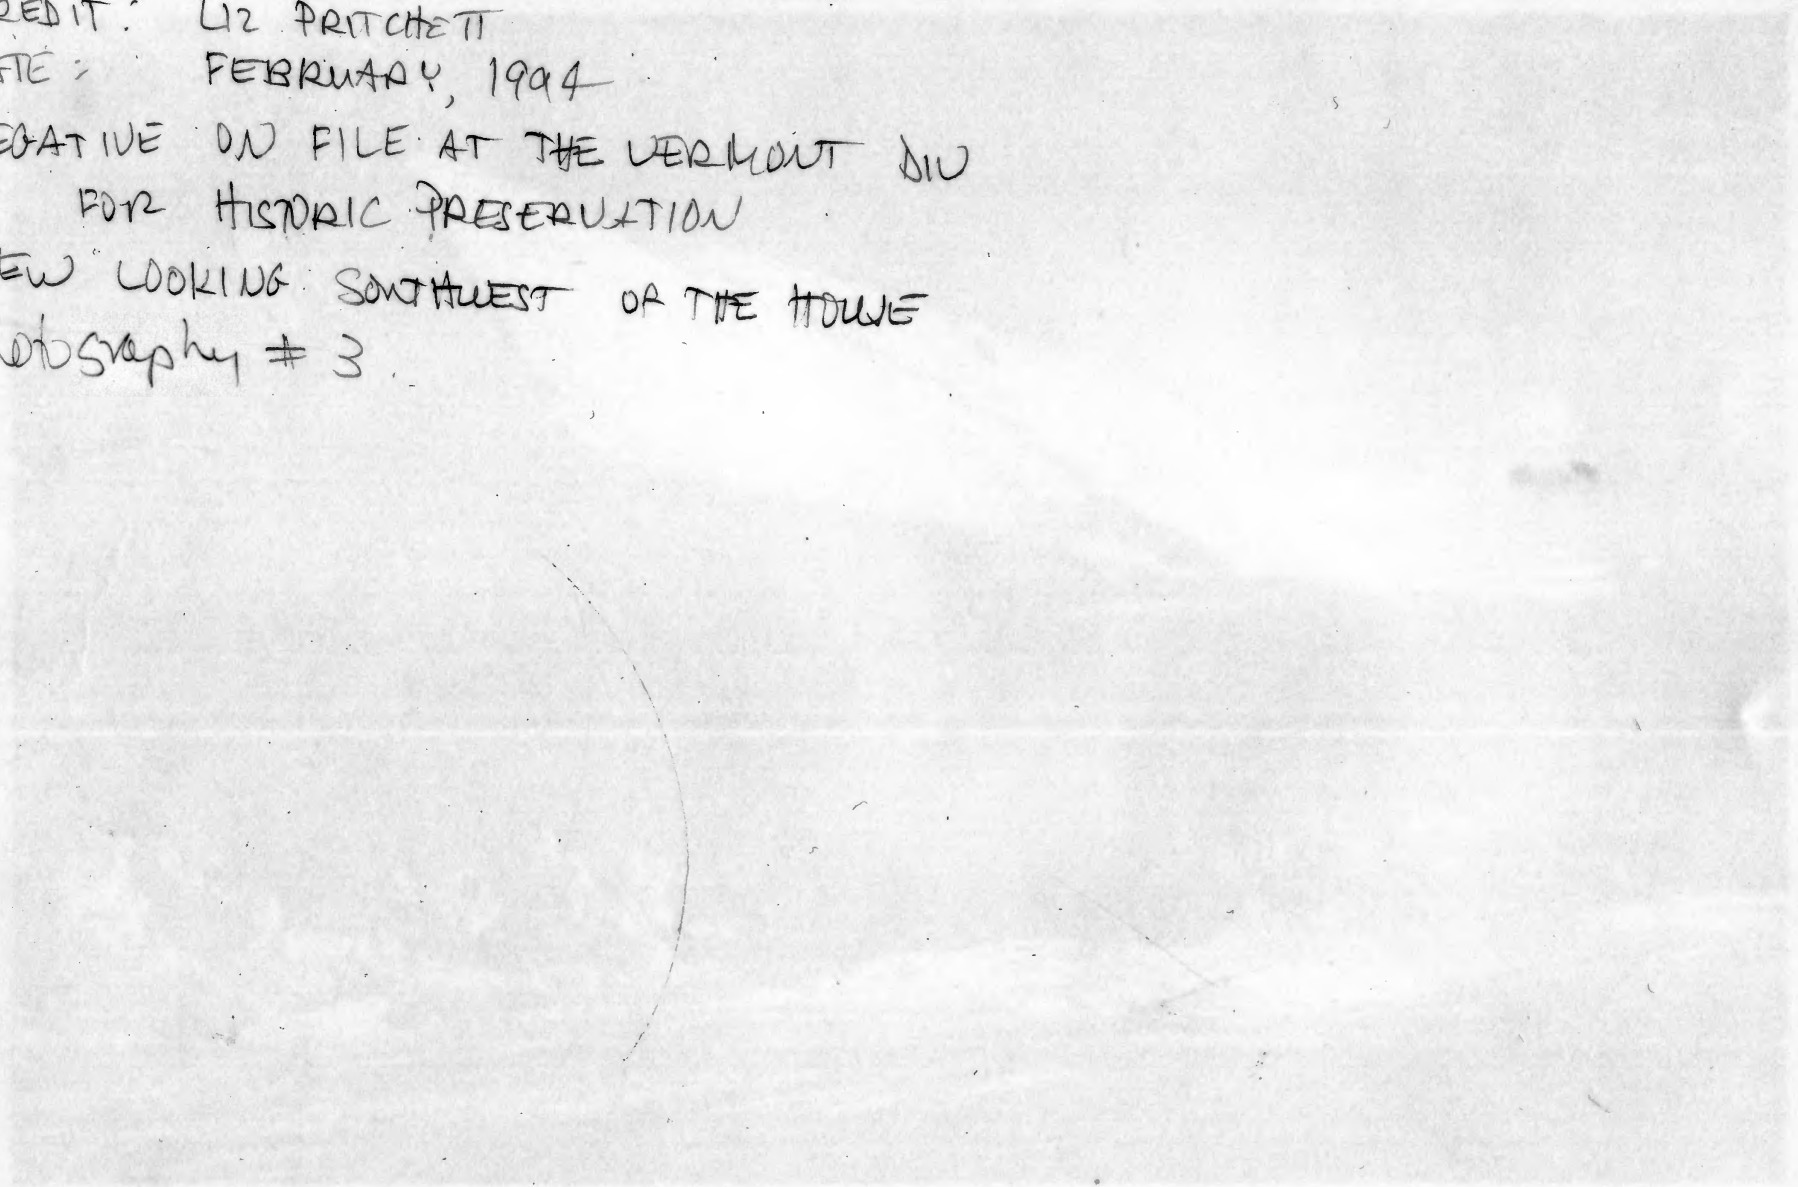 REDIT: LIZ PRITCHETT
ATE: FEBRUARY, 1994
EGATIVE ON FILE AT THE VERMONT DIV
FOR HISTORIC PRESERVATION
EW LOOKING SOUTHWEST OF THE HOUSE
otography # 3.